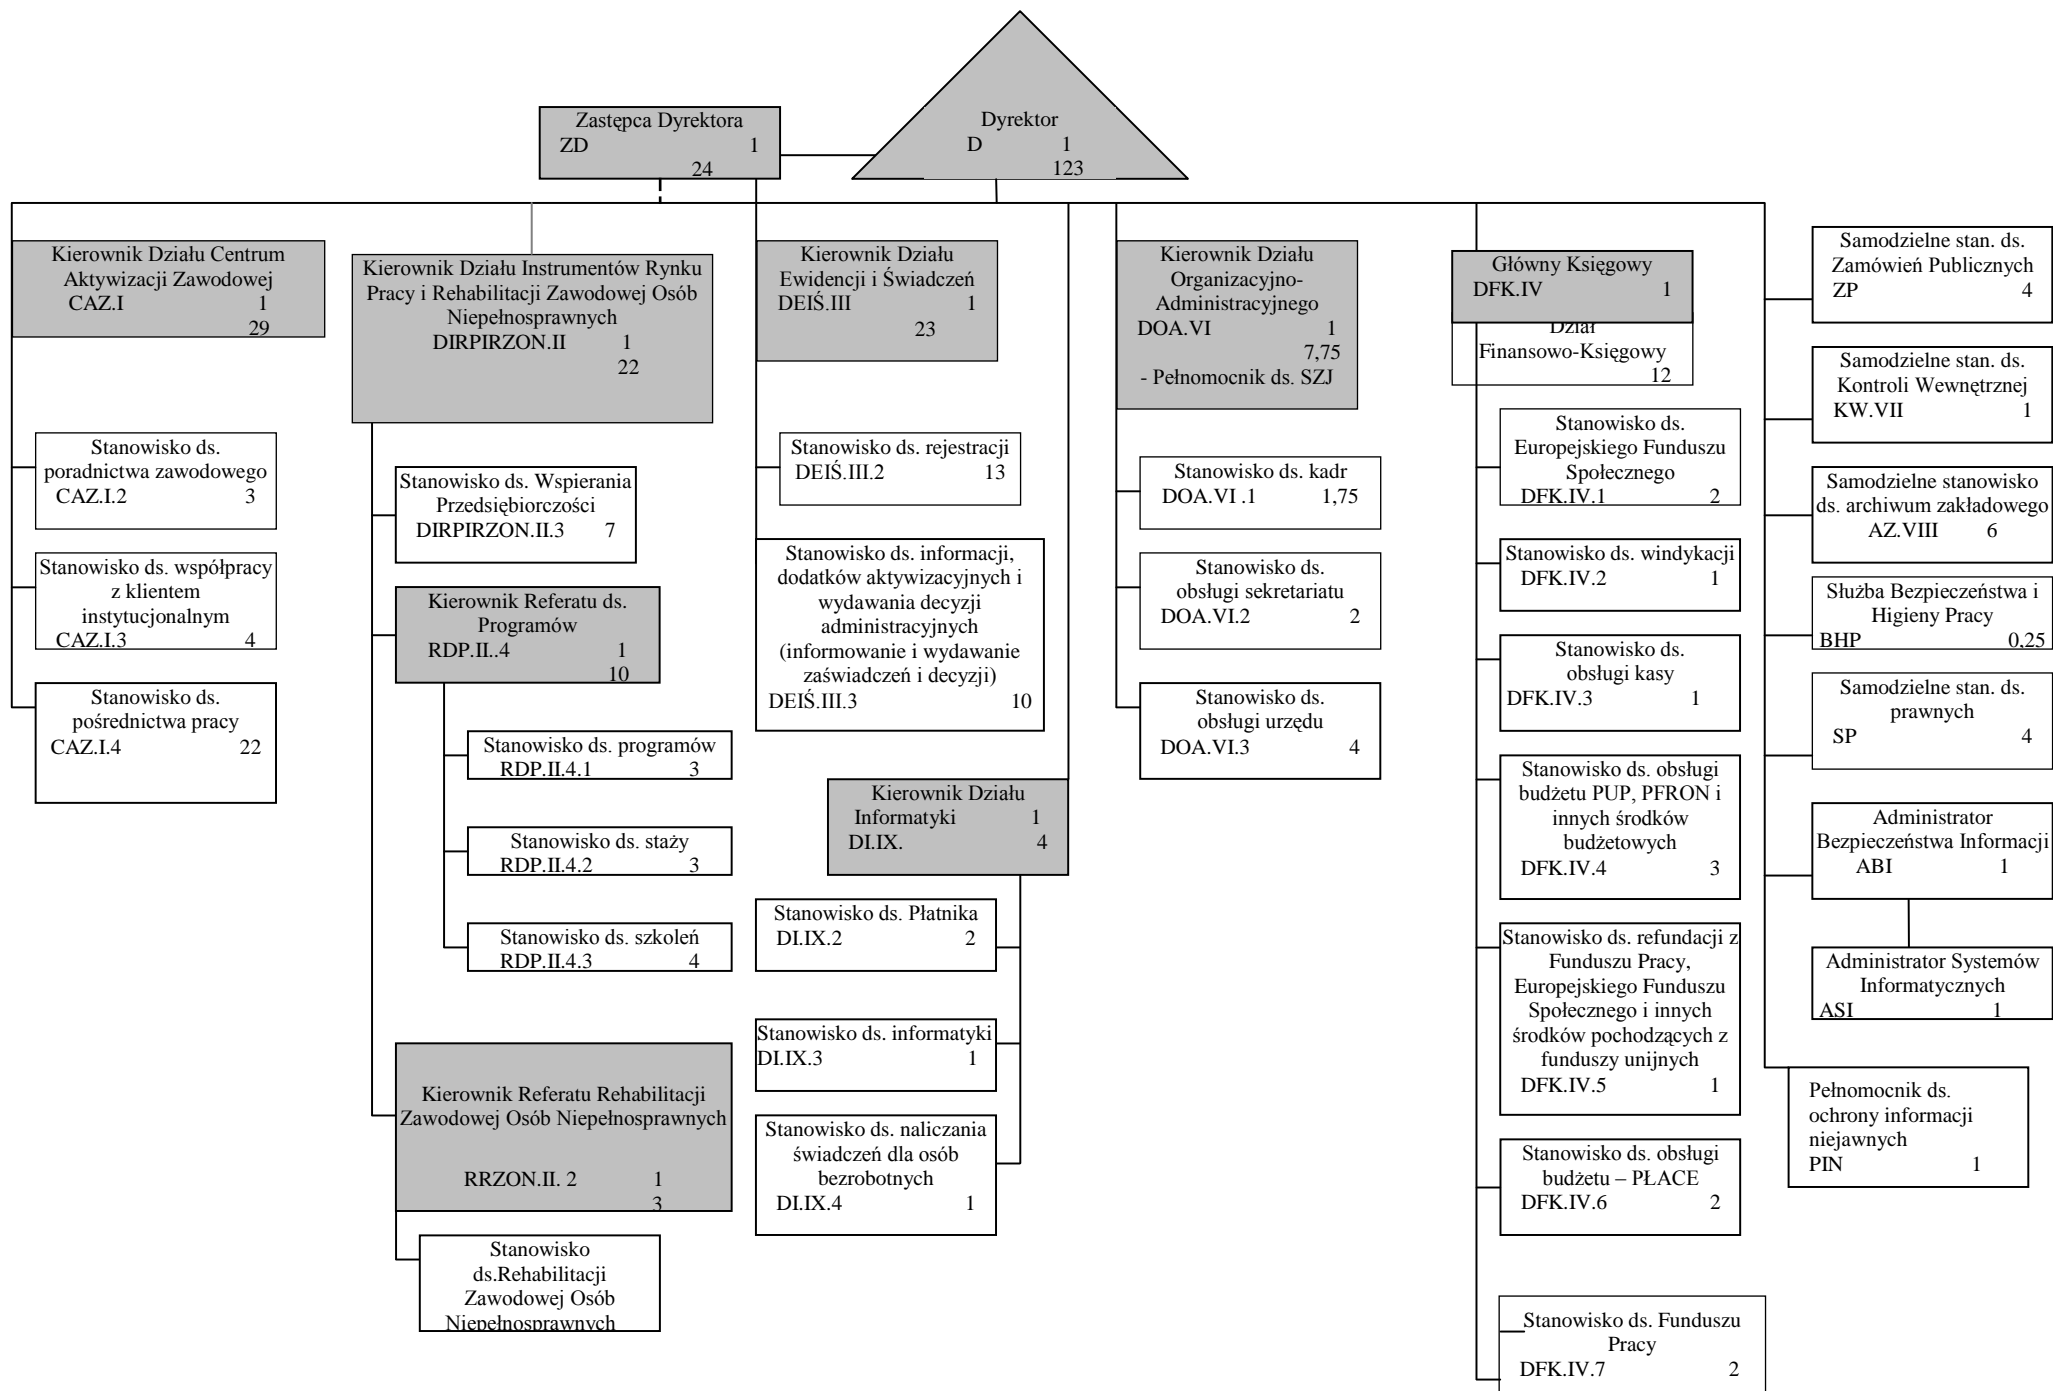 Zastępca Dyrektora
ZD 1
24
Dyrektor
D 1
123
Kierownik Działu Centrum
Aktywizacji Zawodowej
CAZ.I 1
29
Stanowisko ds.
poradnictwa zawodowego
CAZ.I.2 3
Stanowisko ds. współpracy
z klientem
instytucjonalnym
CAZ.I.3 4
Stanowisko ds.
pośrednictwa pracy
CAZ.I.4 22
Kierownik Działu Instrumentów Rynku
Pracy i Rehabilitacji Zawodowej Osób
Niepełnosprawnych
DIRPIRZON.II 1
22
Stanowisko ds. Wspierania
Przedsiębiorczości
DIRPIRZON.II.3 7
Kierownik Referatu ds.
Programów
RDP.II..4 1
10
Stanowisko ds. programów
RDP.II.4.1 3
Stanowisko ds. staży
RDP.II.4.2 3
Stanowisko ds. szkoleń
RDP.II.4.3 4
Kierownik Referatu Rehabilitacji
Zawodowej Osób Niepełnosprawnych
RRZON.II. 2 1
3
Stanowisko
ds.Rehabilitacji
Zawodowej Osób
Niepełnosprawnych
Kierownik Działu
Ewidencji i Świadczeń
DEIŚ.III 1
23
Stanowisko ds. rejestracji
DEIŚ.III.2 13
Stanowisko ds. informacji,
dodatków aktywizacyjnych i
wydawania decyzji
administracyjnych
(informowanie i wydawanie
zaświadczeń i decyzji)
DEIŚ.III.3 10
Kierownik Działu
Informatyki 1
DI.IX. 4
Stanowisko ds. Płatnika
DI.IX.2 2
Stanowisko ds. informatyki
DI.IX.3 1
Stanowisko ds. naliczania
świadczeń dla osób
bezrobotnych
DI.IX.4 1
Kierownik Działu
Organizacyjno-
Administracyjnego
DOA.VI 1
7,75
- Pełnomocnik ds. SZJ
Stanowisko ds. kadr
DOA.VI .1 1,75
Stanowisko ds.
obsługi sekretariatu
DOA.VI.2 2
Stanowisko ds.
obsługi urzędu
DOA.VI.3 4
Główny Księgowy
DFK.IV 1
Dział
Finansowo-Księgowy
12
Stanowisko ds.
Europejskiego Funduszu
Społecznego
DFK.IV.1 2
Stanowisko ds. windykacji
DFK.IV.2 1
Stanowisko ds.
obsługi kasy
DFK.IV.3 1
Stanowisko ds. obsługi
budżetu PUP, PFRON i
innych środków
budżetowych
DFK.IV.4 3
Stanowisko ds. refundacji z
Funduszu Pracy,
Europejskiego Funduszu
Społecznego i innych
środków pochodzących z
funduszy unijnych
DFK.IV.5 1
Stanowisko ds. obsługi
budżetu – PŁACE
DFK.IV.6 2
Stanowisko ds. Funduszu
Pracy
DFK.IV.7 2
Samodzielne stan. ds.
Zamówień Publicznych
ZP 4
Samodzielne stan. ds.
Kontroli Wewnętrznej
KW.VII 1
Samodzielne stanowisko
ds. archiwum zakładowego
AZ.VIII 6
Służba Bezpieczeństwa i
Higieny Pracy
BHP 0,25
Samodzielne stan. ds.
prawnych
SP 4
Administrator
Bezpieczeństwa Informacji
ABI 1
Administrator Systemów
Informatycznych
ASI 1
Pełnomocnik ds.
ochrony informacji
niejawnych
PIN 1